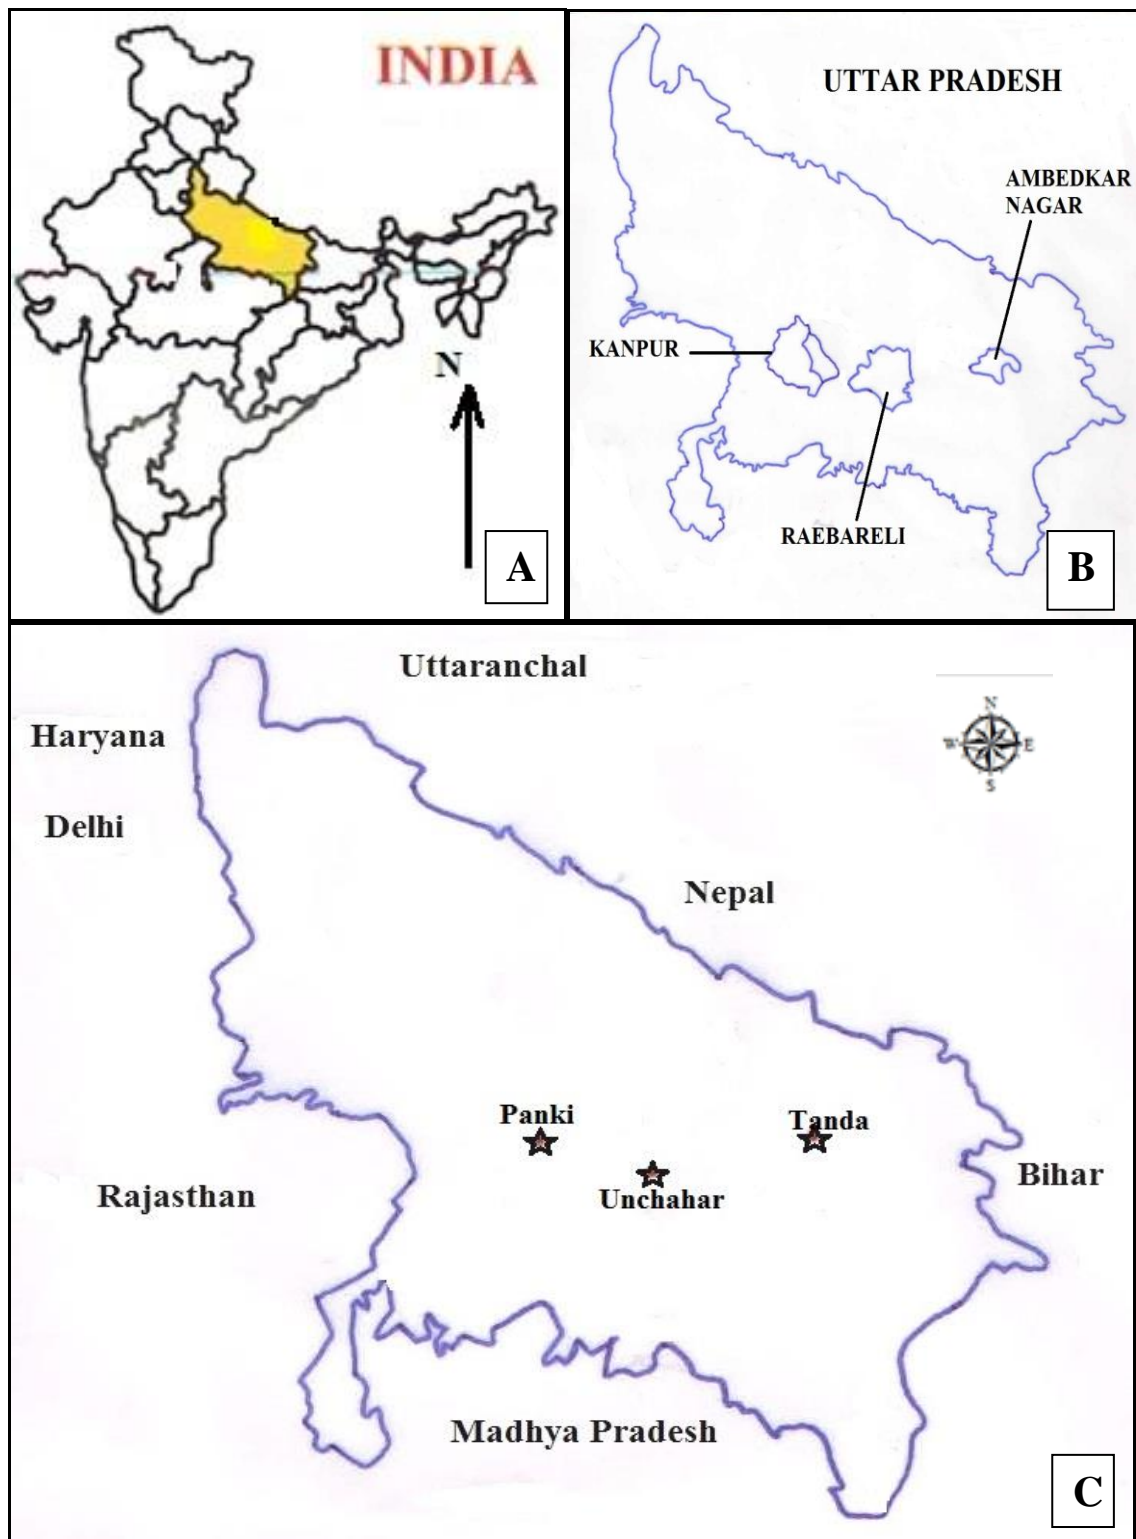 INDIA
N
A
UTTAR PRADESH
AMBEDKAR
NAGAR
KANPUR
RAEBARELI
B
Uttaranchal
Haryana
Delhi
N
W
E
S
Nepal
Panki
Tanda
Unchahar
Bihar
Rajasthan
Madhya Pradesh
C